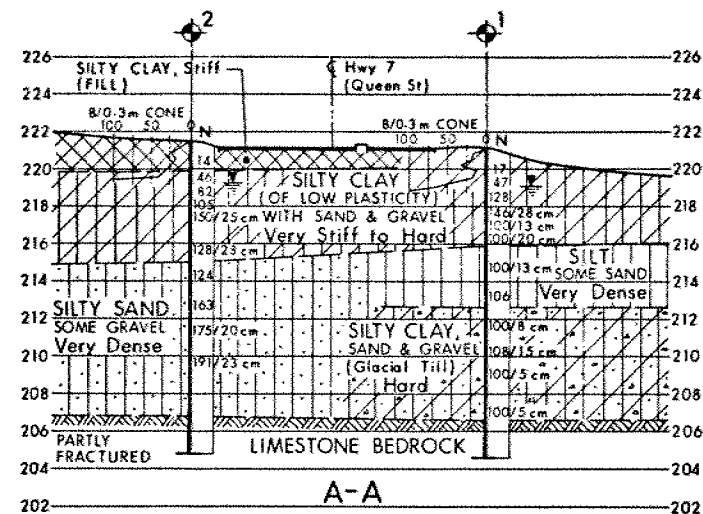 2
1
226
226
SILTY CLAY, Stiff
(FILL)
℄ Hwy 7
(Queen St)
224
224
B/0·3m CONE
B/0·3m CONE
222
222
100 50 0 N
100 50 0 N
14
17
220
220
46
SILTY CLAY
47
62
(OF LOW PLASTICITY)
128
105
218
218
150/25 cm
WITH SAND & GRAVEL
146/28 cm
100/13 cm
Very Stiff to Hard
100/20 cm
216
216
128/23 cm
SILT
124
100/13 cm
SOME SAND
214
214
106
Very Dense
SILTY SAND
163
212
212
SOME GRAVEL
175/20 cm
SILTY CLAY,
100/8 cm
Very Dense
SAND & GRAVEL
108/15 cm
210
210
191/23 cm
(Glacial Till)
100/5 cm
Hard
208
208
100/5 cm
206
206
PARTLY
FRACTURED
LIMESTONE BEDROCK
204
204
A-A
202
202